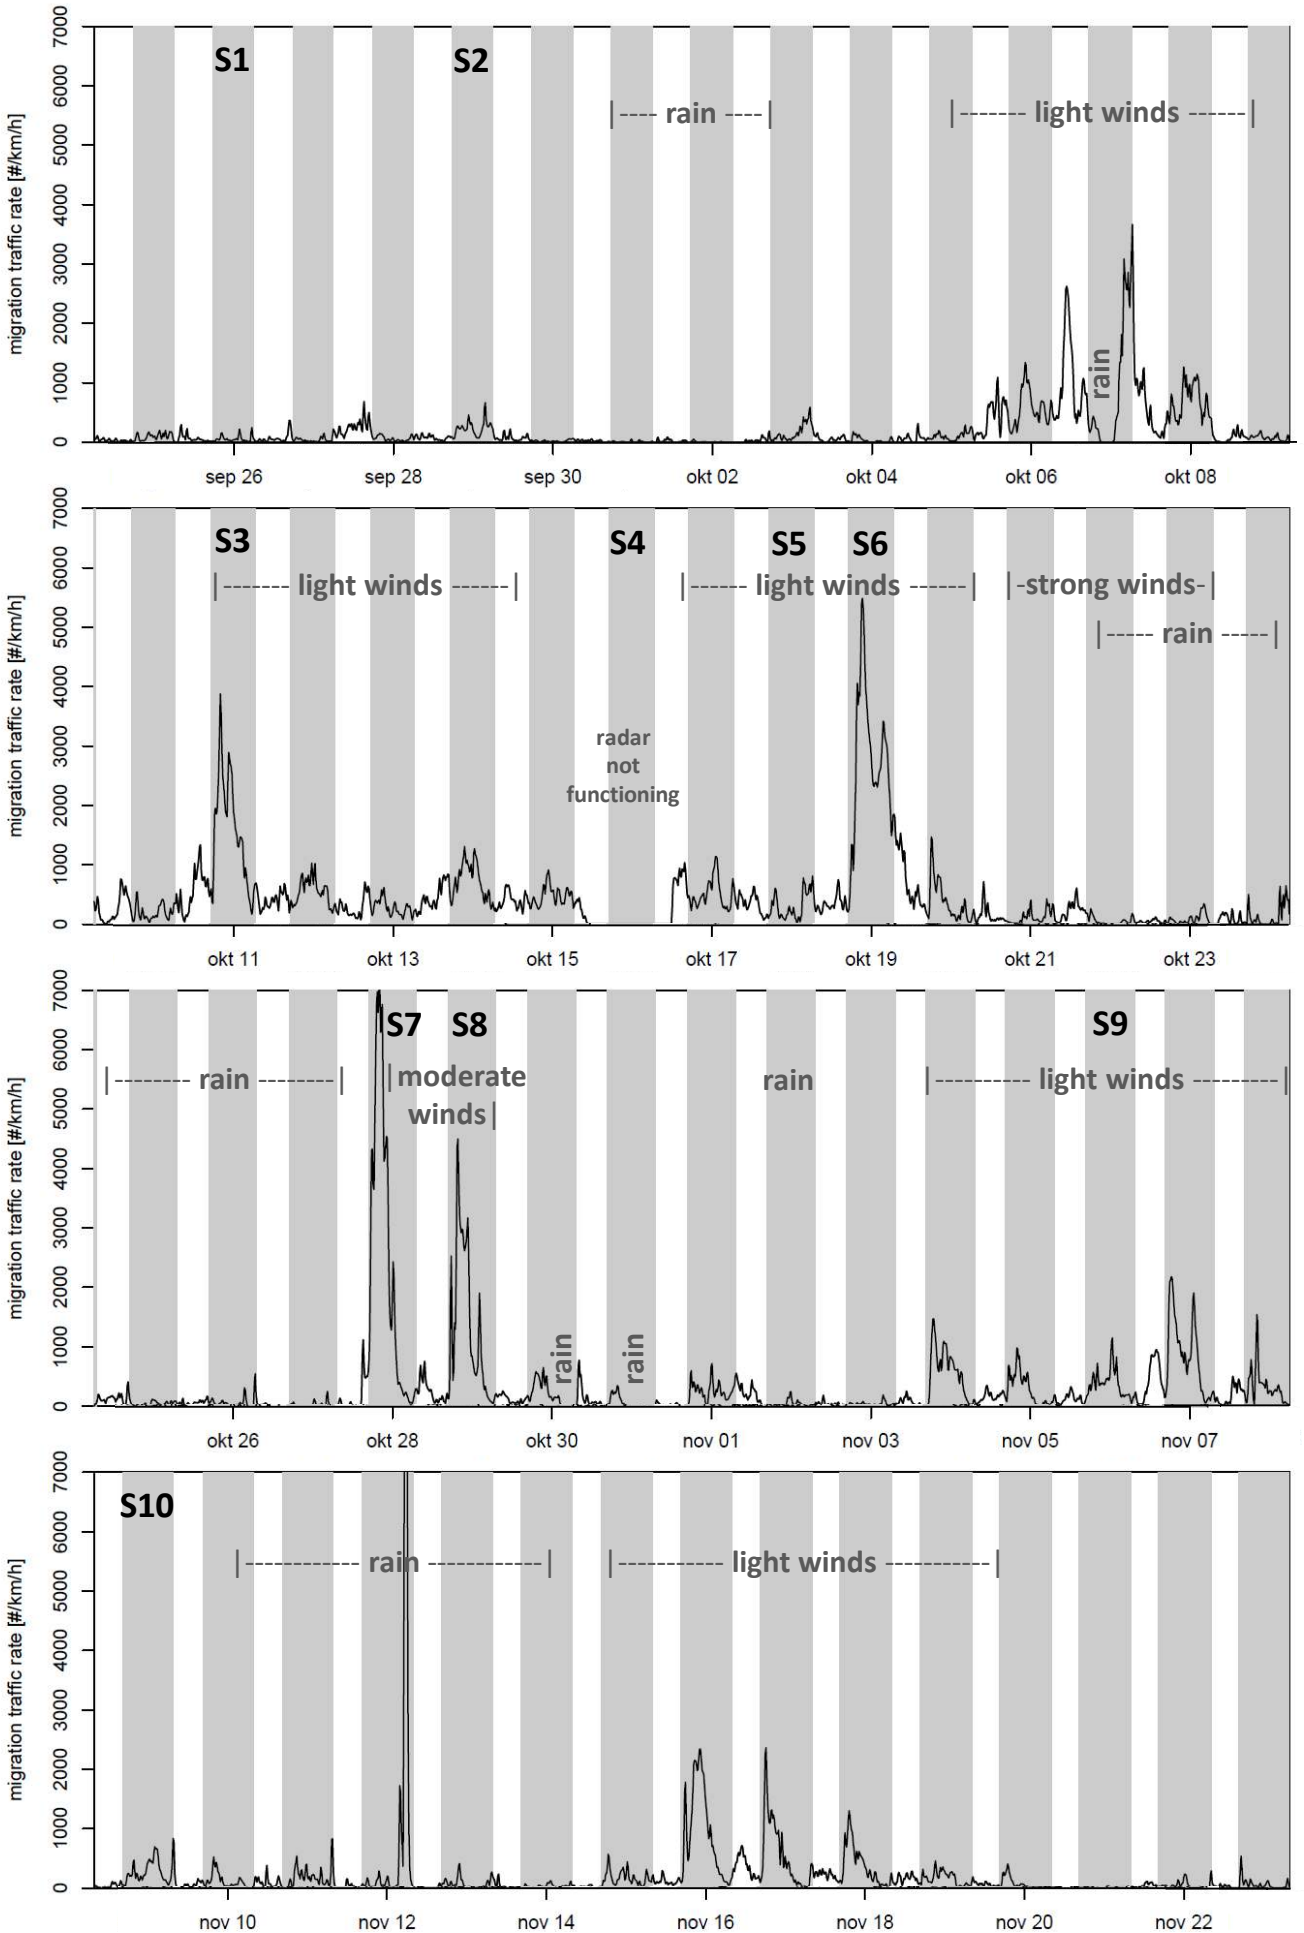 migration traffic rate [#/km/h]
7000
6000
5000
4000
3000
2000
1000
0
S1 S2
|---- rain ----|
|------- light winds ------|
rain
sep 26 sep 28 sep 30 okt 02 okt 04 okt 06 okt 08
migration traffic rate [#/km/h]
7000
6000
5000
4000
3000
2000
1000
0
S3 S4 S5 S6
|------- light winds ------|
|------ light winds ------|
|-strong winds-|
|----- rain -----|
radar
not
functioning
okt 11 okt 13 okt 15 okt 17 okt 19 okt 21 okt 23
migration traffic rate [#/km/h]
7000
6000
5000
4000
3000
2000
1000
0
S7 S8 S9
|-------- rain --------|
|moderate
winds|
rain
|---------- light winds --------|
rain
rain
okt 26 okt 28 okt 30 nov 01 nov 03 nov 05 nov 07
migration traffic rate [#/km/h]
7000
6000
5000
4000
3000
2000
1000
0
S10
|------------ rain ------------|
|----------- light winds -----------|
nov 10 nov 12 nov 14 nov 16 nov 18 nov 20 nov 22